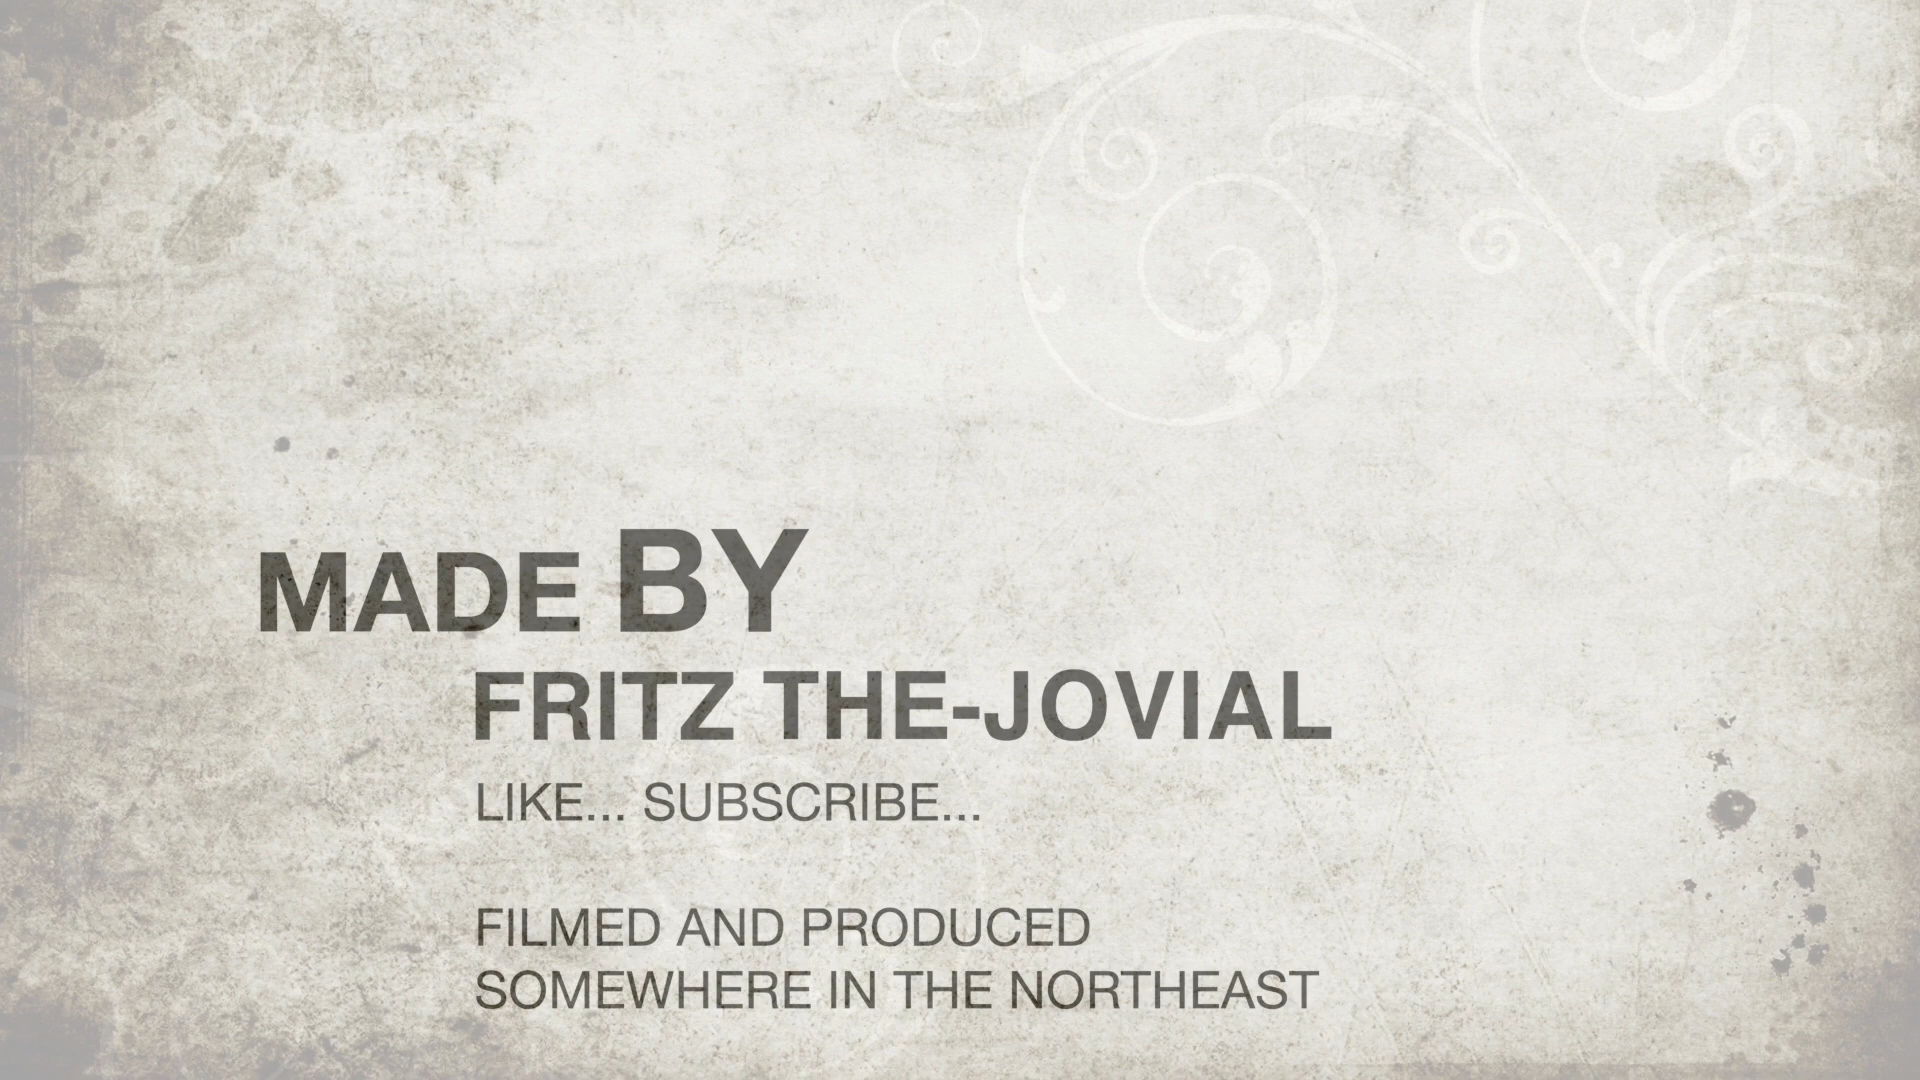 MADE BY
FRITZ THE-JOVIAL
LIKE... SUBSCRIBE...
FILMED AND PRODUCED
SOMEWHERE IN THE NORTHEAST